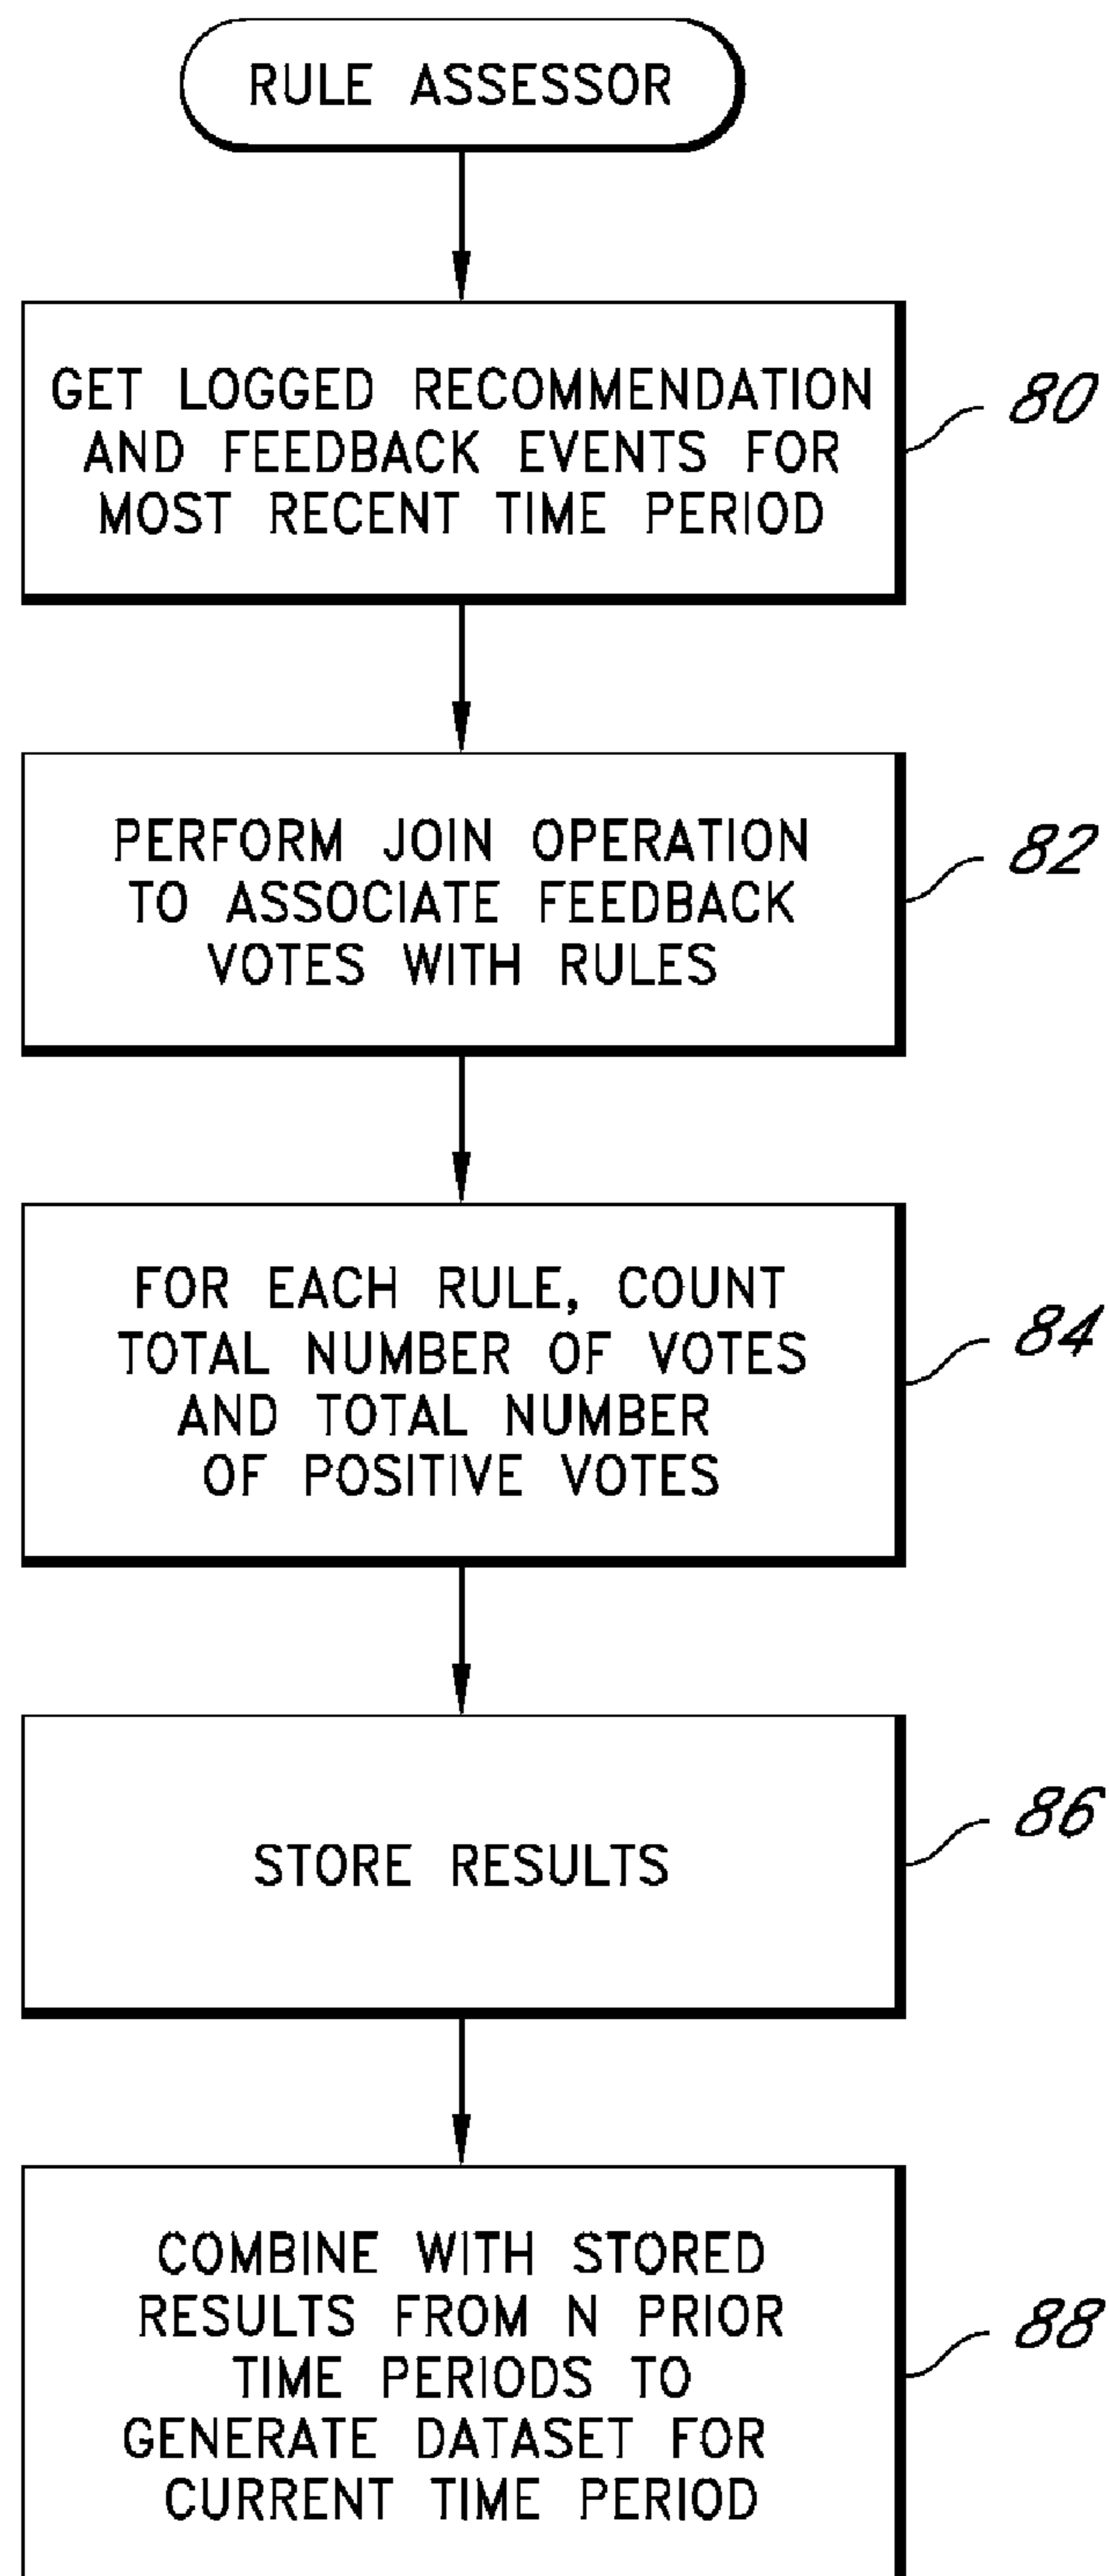 RULE ASSESSOR
GET LOGGED RECOMMENDATION
AND FEEDBACK EVENTS FOR
MOST RECENT TIME PERIOD
80
PERFORM JOIN OPERATION
TO ASSOCIATE FEEDBACK
VOTES WITH RULES
82
FOR EACH RULE, COUNT
TOTAL NUMBER OF VOTES
AND TOTAL NUMBER
OF POSITIVE VOTES
84
STORE RESULTS
86
COMBINE WITH STORED
RESULTS FROM N PRIOR
TIME PERIODS TO
GENERATE DATASET FOR
CURRENT TIME PERIOD
88